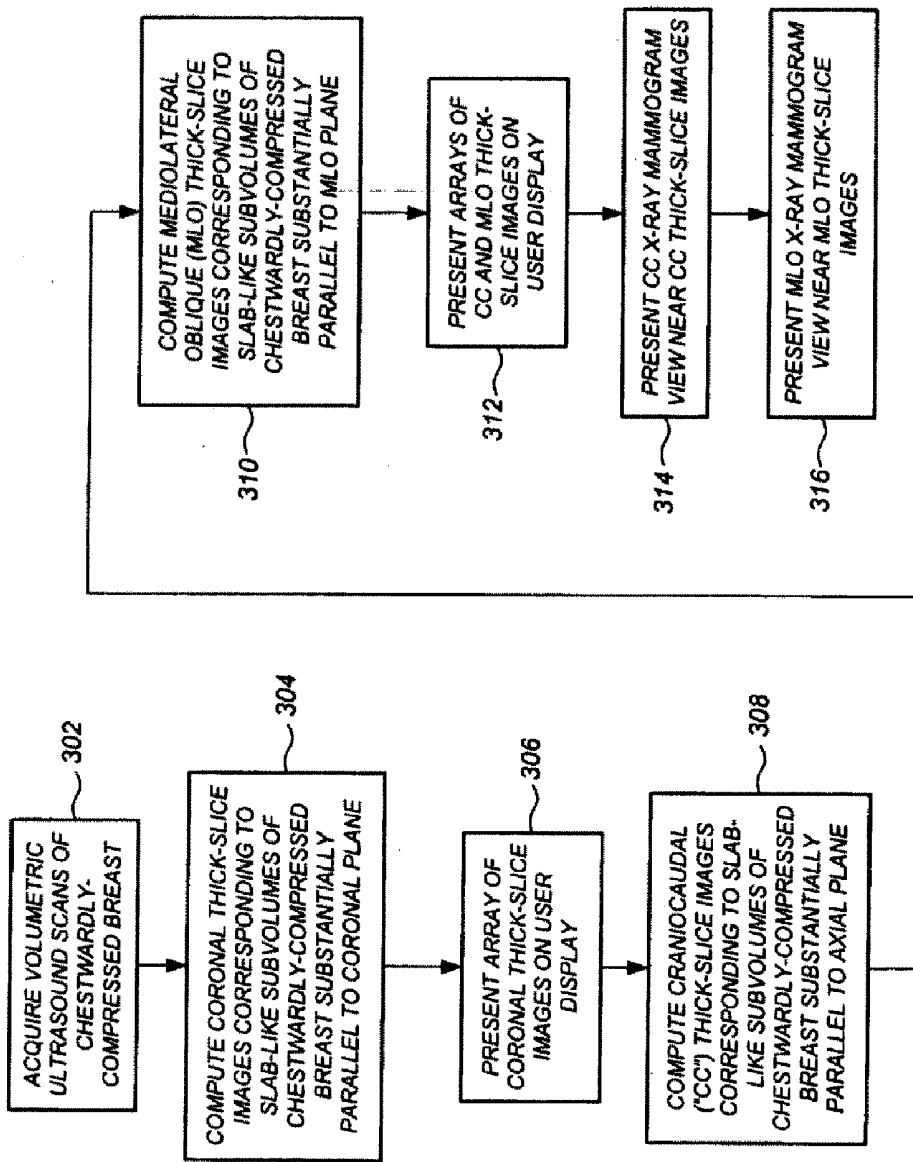 ACQUIRE VOLUMETRIC
ULTRASOUND SCANS OF
CHESTWARDLY-
COMPRESSED BREAST
302
COMPUTE CORONAL THICK-SLICE
IMAGES CORRESPONDING TO
SLAB-LIKE SUBVOLUMES OF
CHESTWARDLY-COMPRESSED
BREAST SUBSTANTIALLY
PARALLEL TO CORONAL PLANE
304
PRESENT ARRAY OF
CORONAL THICK-SLICE
IMAGES ON USER
DISPLAY
306
COMPUTE CRANIOCAUDAL
("CC") THICK-SLICE IMAGES
CORRESPONDING TO SLAB-
LIKE SUBVOLUMES OF
CHESTWARDLY-COMPRESSED
BREAST SUBSTANTIALLY
PARALLEL TO AXIAL PLANE
308
COMPUTE MEDIOLATERAL
OBLIQUE (MLO) THICK-SLICE
IMAGES CORRESPONDING TO
SLAB-LIKE SUBVOLUMES OF
CHESTWARDLY-COMPRESSED
BREAST SUBSTANTIALLY
PARALLEL TO MLO PLANE
310
PRESENT ARRAYS OF
CC AND MLO THICK-
SLICE IMAGES ON
USER DISPLAY
312
PRESENT CC X-RAY MAMMOGRAM
VIEW NEAR CC THICK-SLICE IMAGES
314
PRESENT MLO X-RAY MAMMOGRAM
VIEW NEAR MLO THICK-SLICE
IMAGES
316